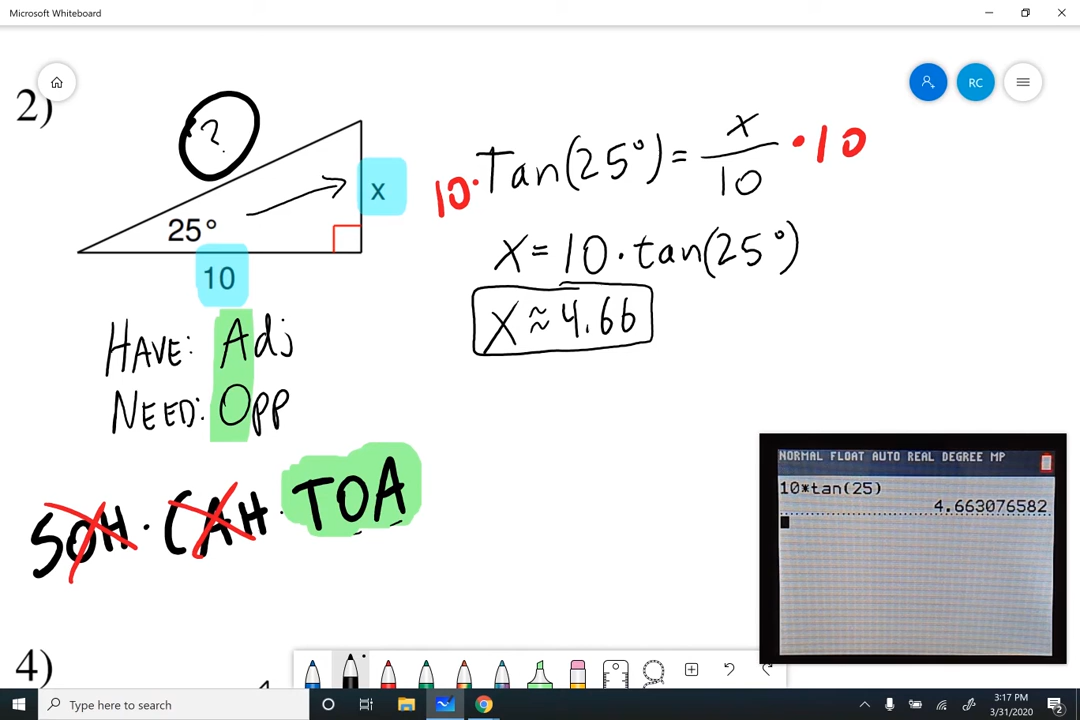 Microsoft Whiteboard
RC
2)
?
25°
x
10
Tan(25°) = x/10
10·
·10
x = 10·tan(25°)
x ≈ 4.66
HAVE: Adj
NEED: Opp
SOH · CAH · TOA
NORMAL FLOAT AUTO REAL DEGREE MP
10*tan(25)
4.663076582
4)
Type here to search
3:17 PM
3/31/2020
2